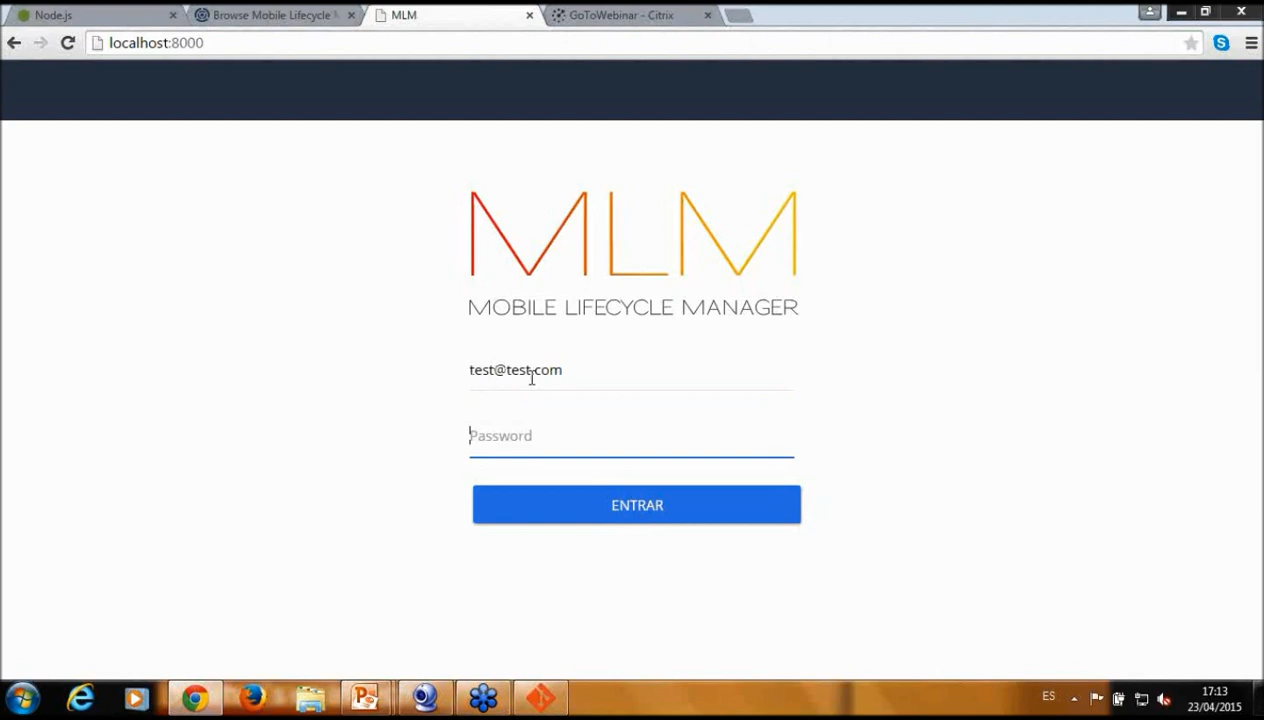 Node.js
Browse Mobile Lifecycle M
MLM
GoToWebinar - Citrix
localhost:8000
MLM
MOBILE LIFECYCLE MANAGER
test@test.com
Password
ENTRAR
ES
17:13
23/04/2015